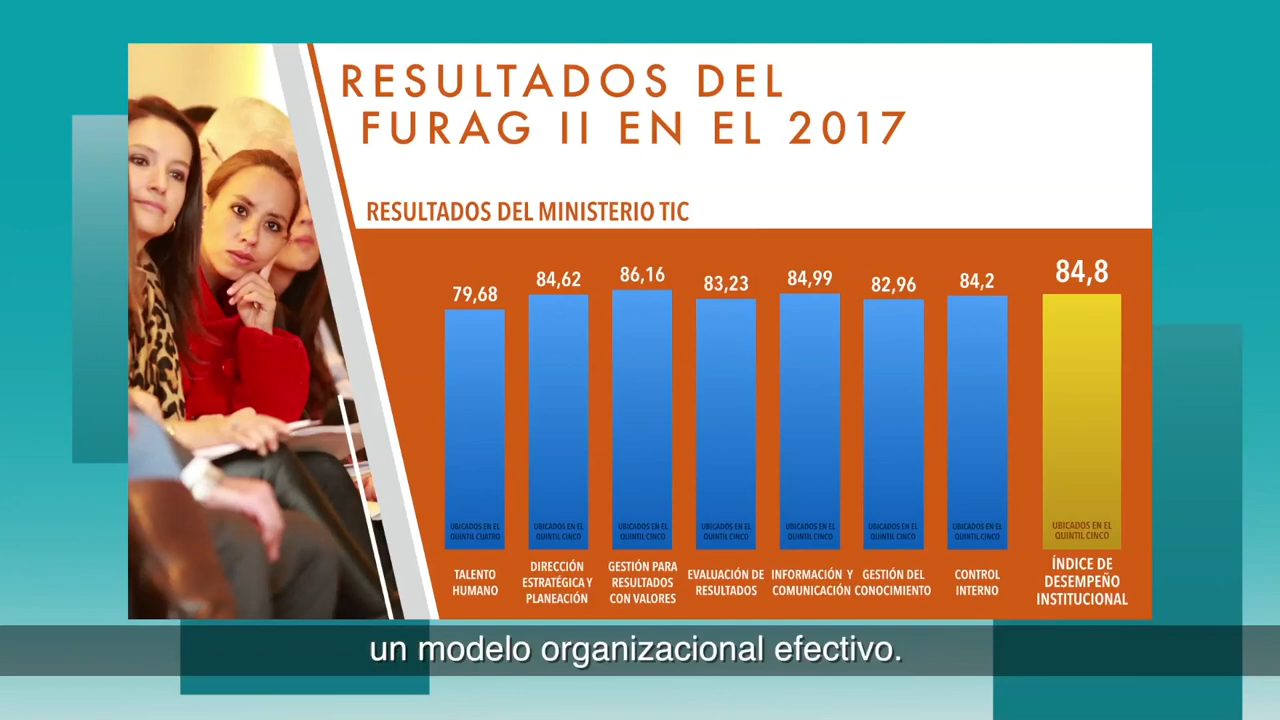 RESULTADOS DEL
FURAG II EN EL 2017
RESULTADOS DEL MINISTERIO TIC
79,68
84,62
86,16
83,23
84,99
82,96
84,2
84,8
UBICADOS EN EL
QUINTIL CUATRO
UBICADOS EN EL
QUINTIL CINCO
UBICADOS EN EL
QUINTIL CINCO
UBICADOS EN EL
QUINTIL CINCO
UBICADOS EN EL
QUINTIL CINCO
UBICADOS EN EL
QUINTIL CINCO
UBICADOS EN EL
QUINTIL CINCO
UBICADOS EN EL
QUINTIL CINCO
TALENTO
HUMANO
DIRECCIÓN
ESTRATÉGICA Y
PLANEACIÓN
GESTIÓN PARA
RESULTADOS
CON VALORES
EVALUACIÓN DE
RESULTADOS
INFORMACIÓN Y
COMUNICACIÓN
GESTIÓN DEL
CONOCIMIENTO
CONTROL
INTERNO
ÍNDICE DE
DESEMPEÑO
INSTITUCIONAL
un modelo organizacional efectivo.